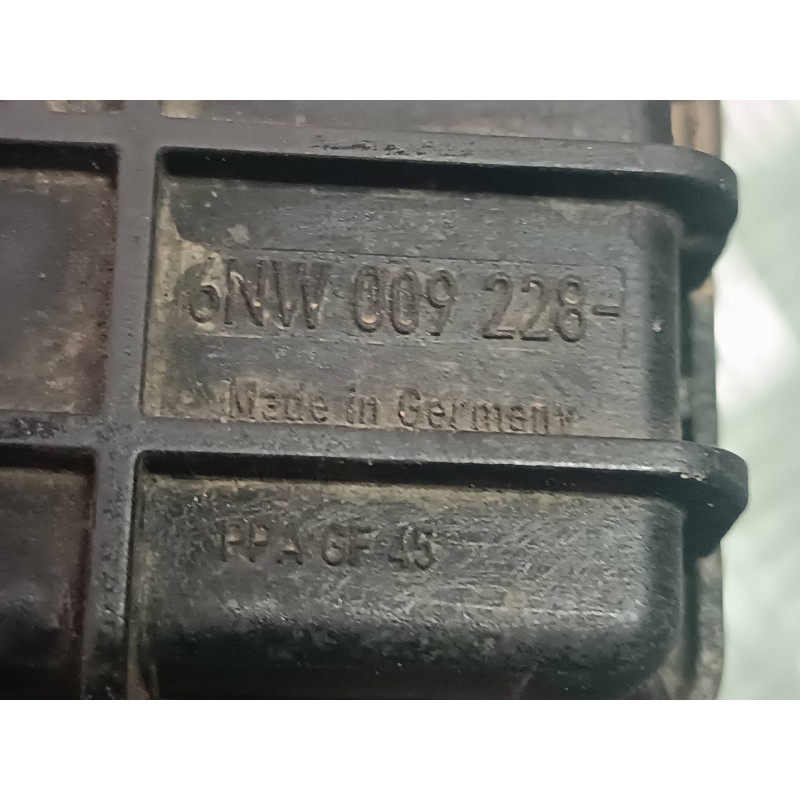 6NW 009 228-
Made in Germany
PPA GF 45